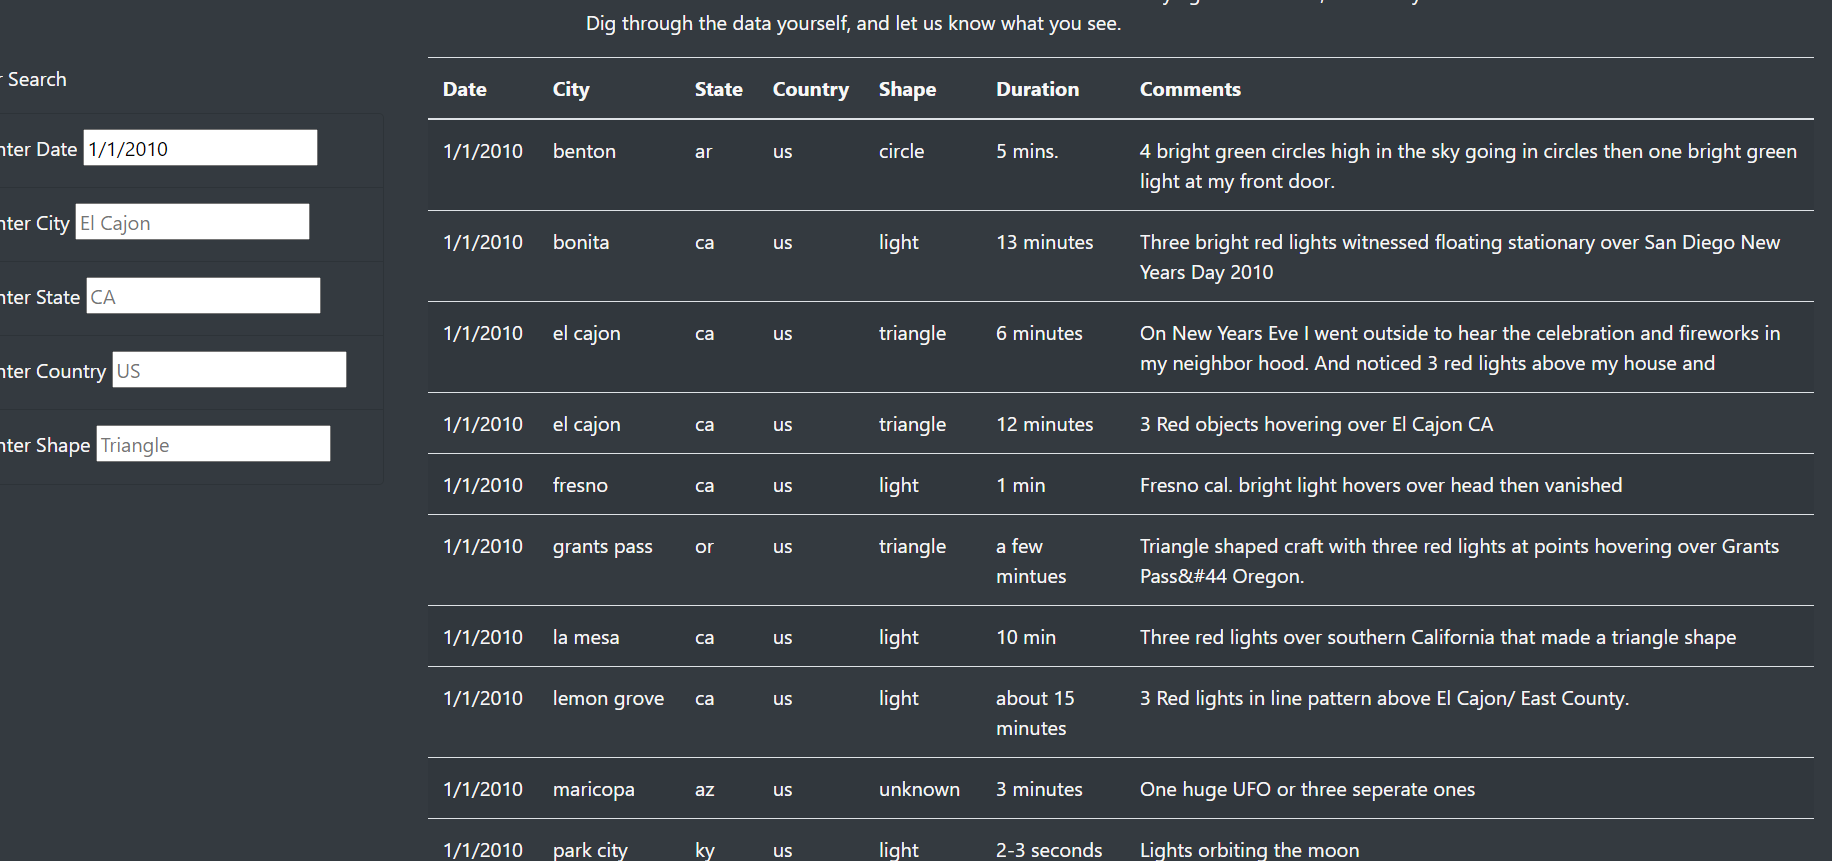 Dig through the data yourself, and let us know what you see.
r Search
nter Date 1/1/2010
nter City El Cajon
nter State CA
nter Country US
nter Shape Triangle
Date City State Country Shape Duration Comments
1/1/2010 benton ar us circle 5 mins. 4 bright green circles high in the sky going in circles then one bright green
light at my front door.
1/1/2010 bonita ca us light 13 minutes Three bright red lights witnessed floating stationary over San Diego New
Years Day 2010
1/1/2010 el cajon ca us triangle 6 minutes On New Years Eve I went outside to hear the celebration and fireworks in
my neighbor hood. And noticed 3 red lights above my house and
1/1/2010 el cajon ca us triangle 12 minutes 3 Red objects hovering over El Cajon CA
1/1/2010 fresno ca us light 1 min Fresno cal. bright light hovers over head then vanished
1/1/2010 grants pass or us triangle a few Triangle shaped craft with three red lights at points hovering over Grants
mintues Pass&#44 Oregon.
1/1/2010 la mesa ca us light 10 min Three red lights over southern California that made a triangle shape
1/1/2010 lemon grove ca us light about 15 3 Red lights in line pattern above El Cajon/ East County.
minutes
1/1/2010 maricopa az us unknown 3 minutes One huge UFO or three seperate ones
1/1/2010 park city ky us light 2-3 seconds Lights orbiting the moon